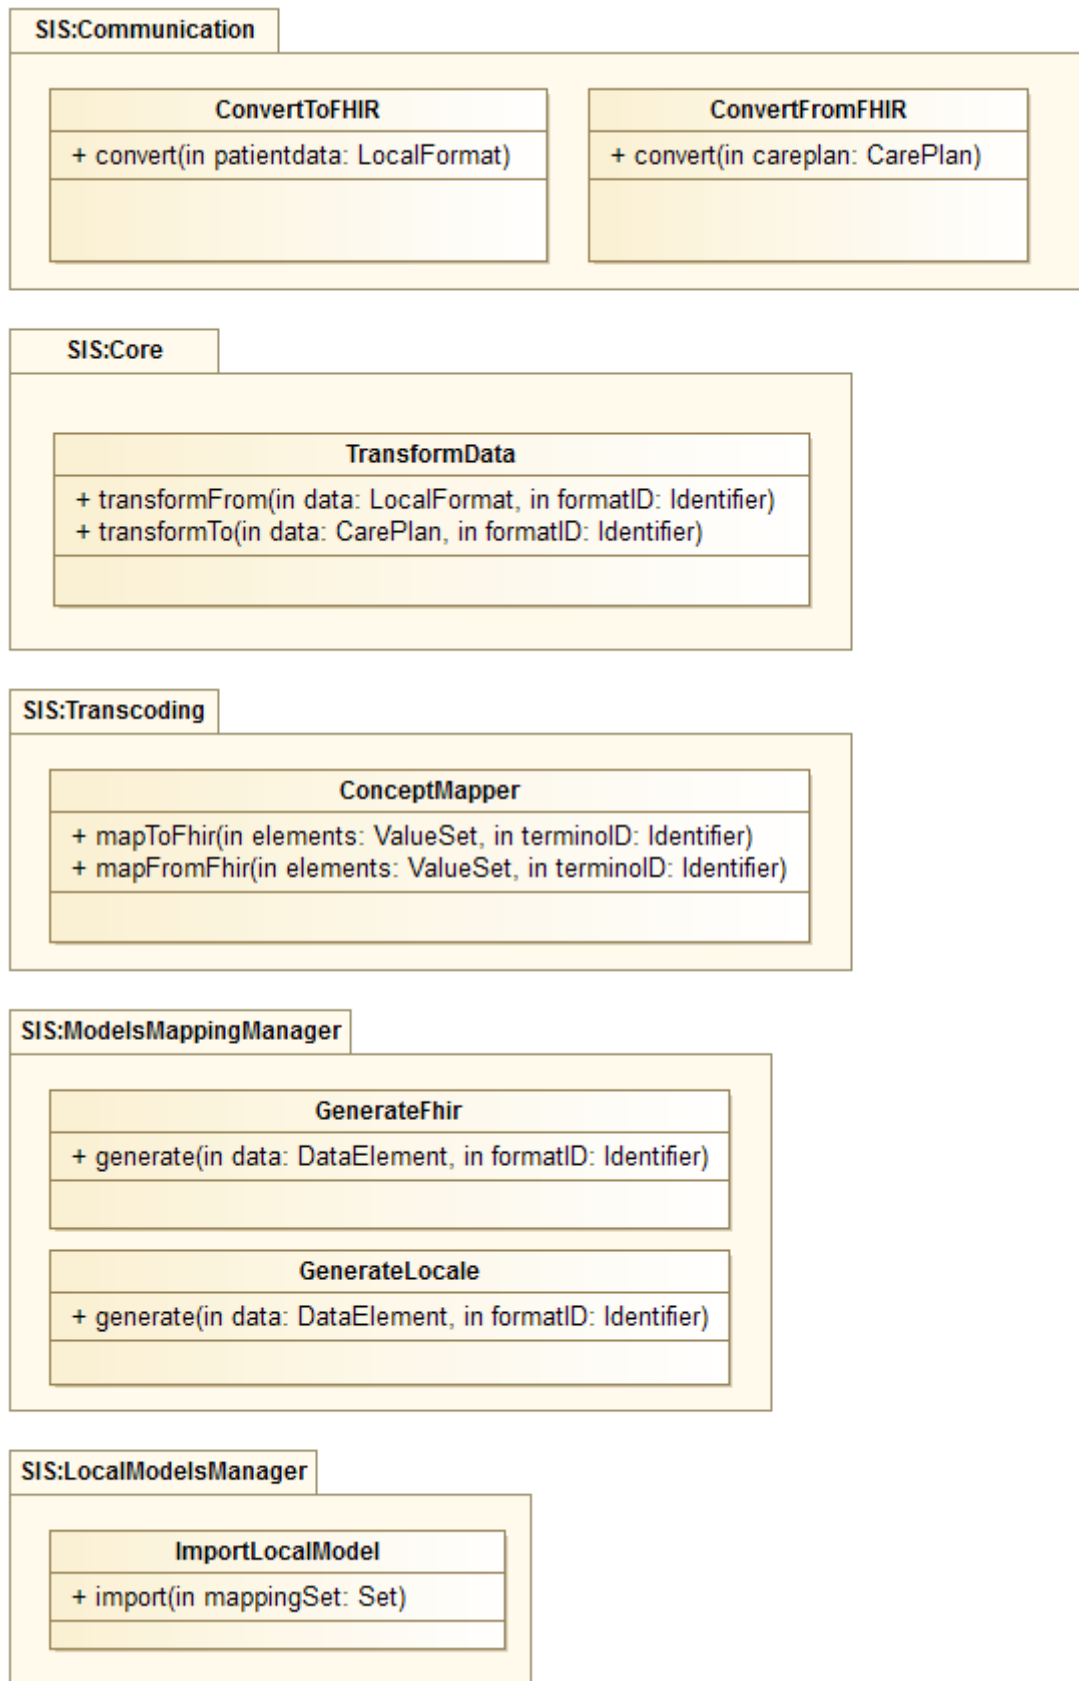 SIS:Communication
ConvertToFHIR
+ convert(in patientdata: LocalFormat)
ConvertFromFHIR
+ convert(in careplan: CarePlan)
SIS:Core
TransformData
+ transformFrom(in data: LocalFormat, in formatID: Identifier)
+ transformTo(in data: CarePlan, in formatID: Identifier)
SIS:Transcoding
ConceptMapper
+ mapToFhir(in elements: ValueSet, in terminoID: Identifier)
+ mapFromFhir(in elements: ValueSet, in terminoID: Identifier)
SIS:ModelsMappingManager
GenerateFhir
+ generate(in data: DataElement, in formatID: Identifier)
GenerateLocale
+ generate(in data: DataElement, in formatID: Identifier)
SIS:LocalModelsManager
ImportLocalModel
+ import(in mappingSet: Set)